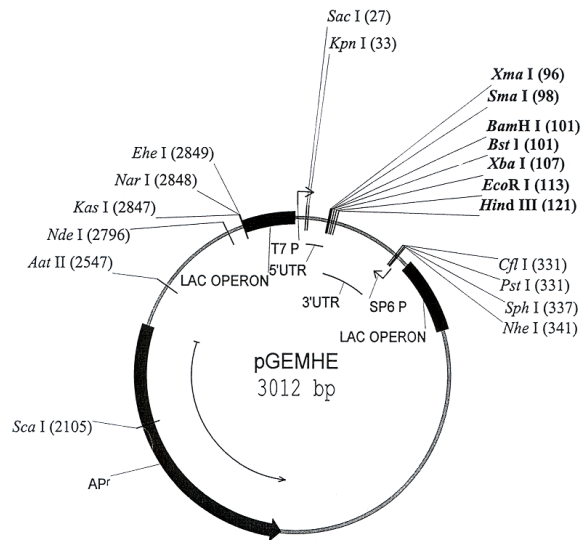 Sac I (27)
Kpn I (33)
Xma I (96)
Sma I (98)
BamH I (101)
Bst I (101)
Xba I (107)
EcoR I (113)
Hind III (121)
Ehe I (2849)
Nar I (2848)
Kas I (2847)
Nde I (2796)
Aat II (2547)
T7 P
5'UTR
LAC OPERON
3'UTR
SP6 P
LAC OPERON
Cfl I (331)
Pst I (331)
Sph I (337)
Nhe I (341)
pGEMHE
3012 bp
Sca I (2105)
APr